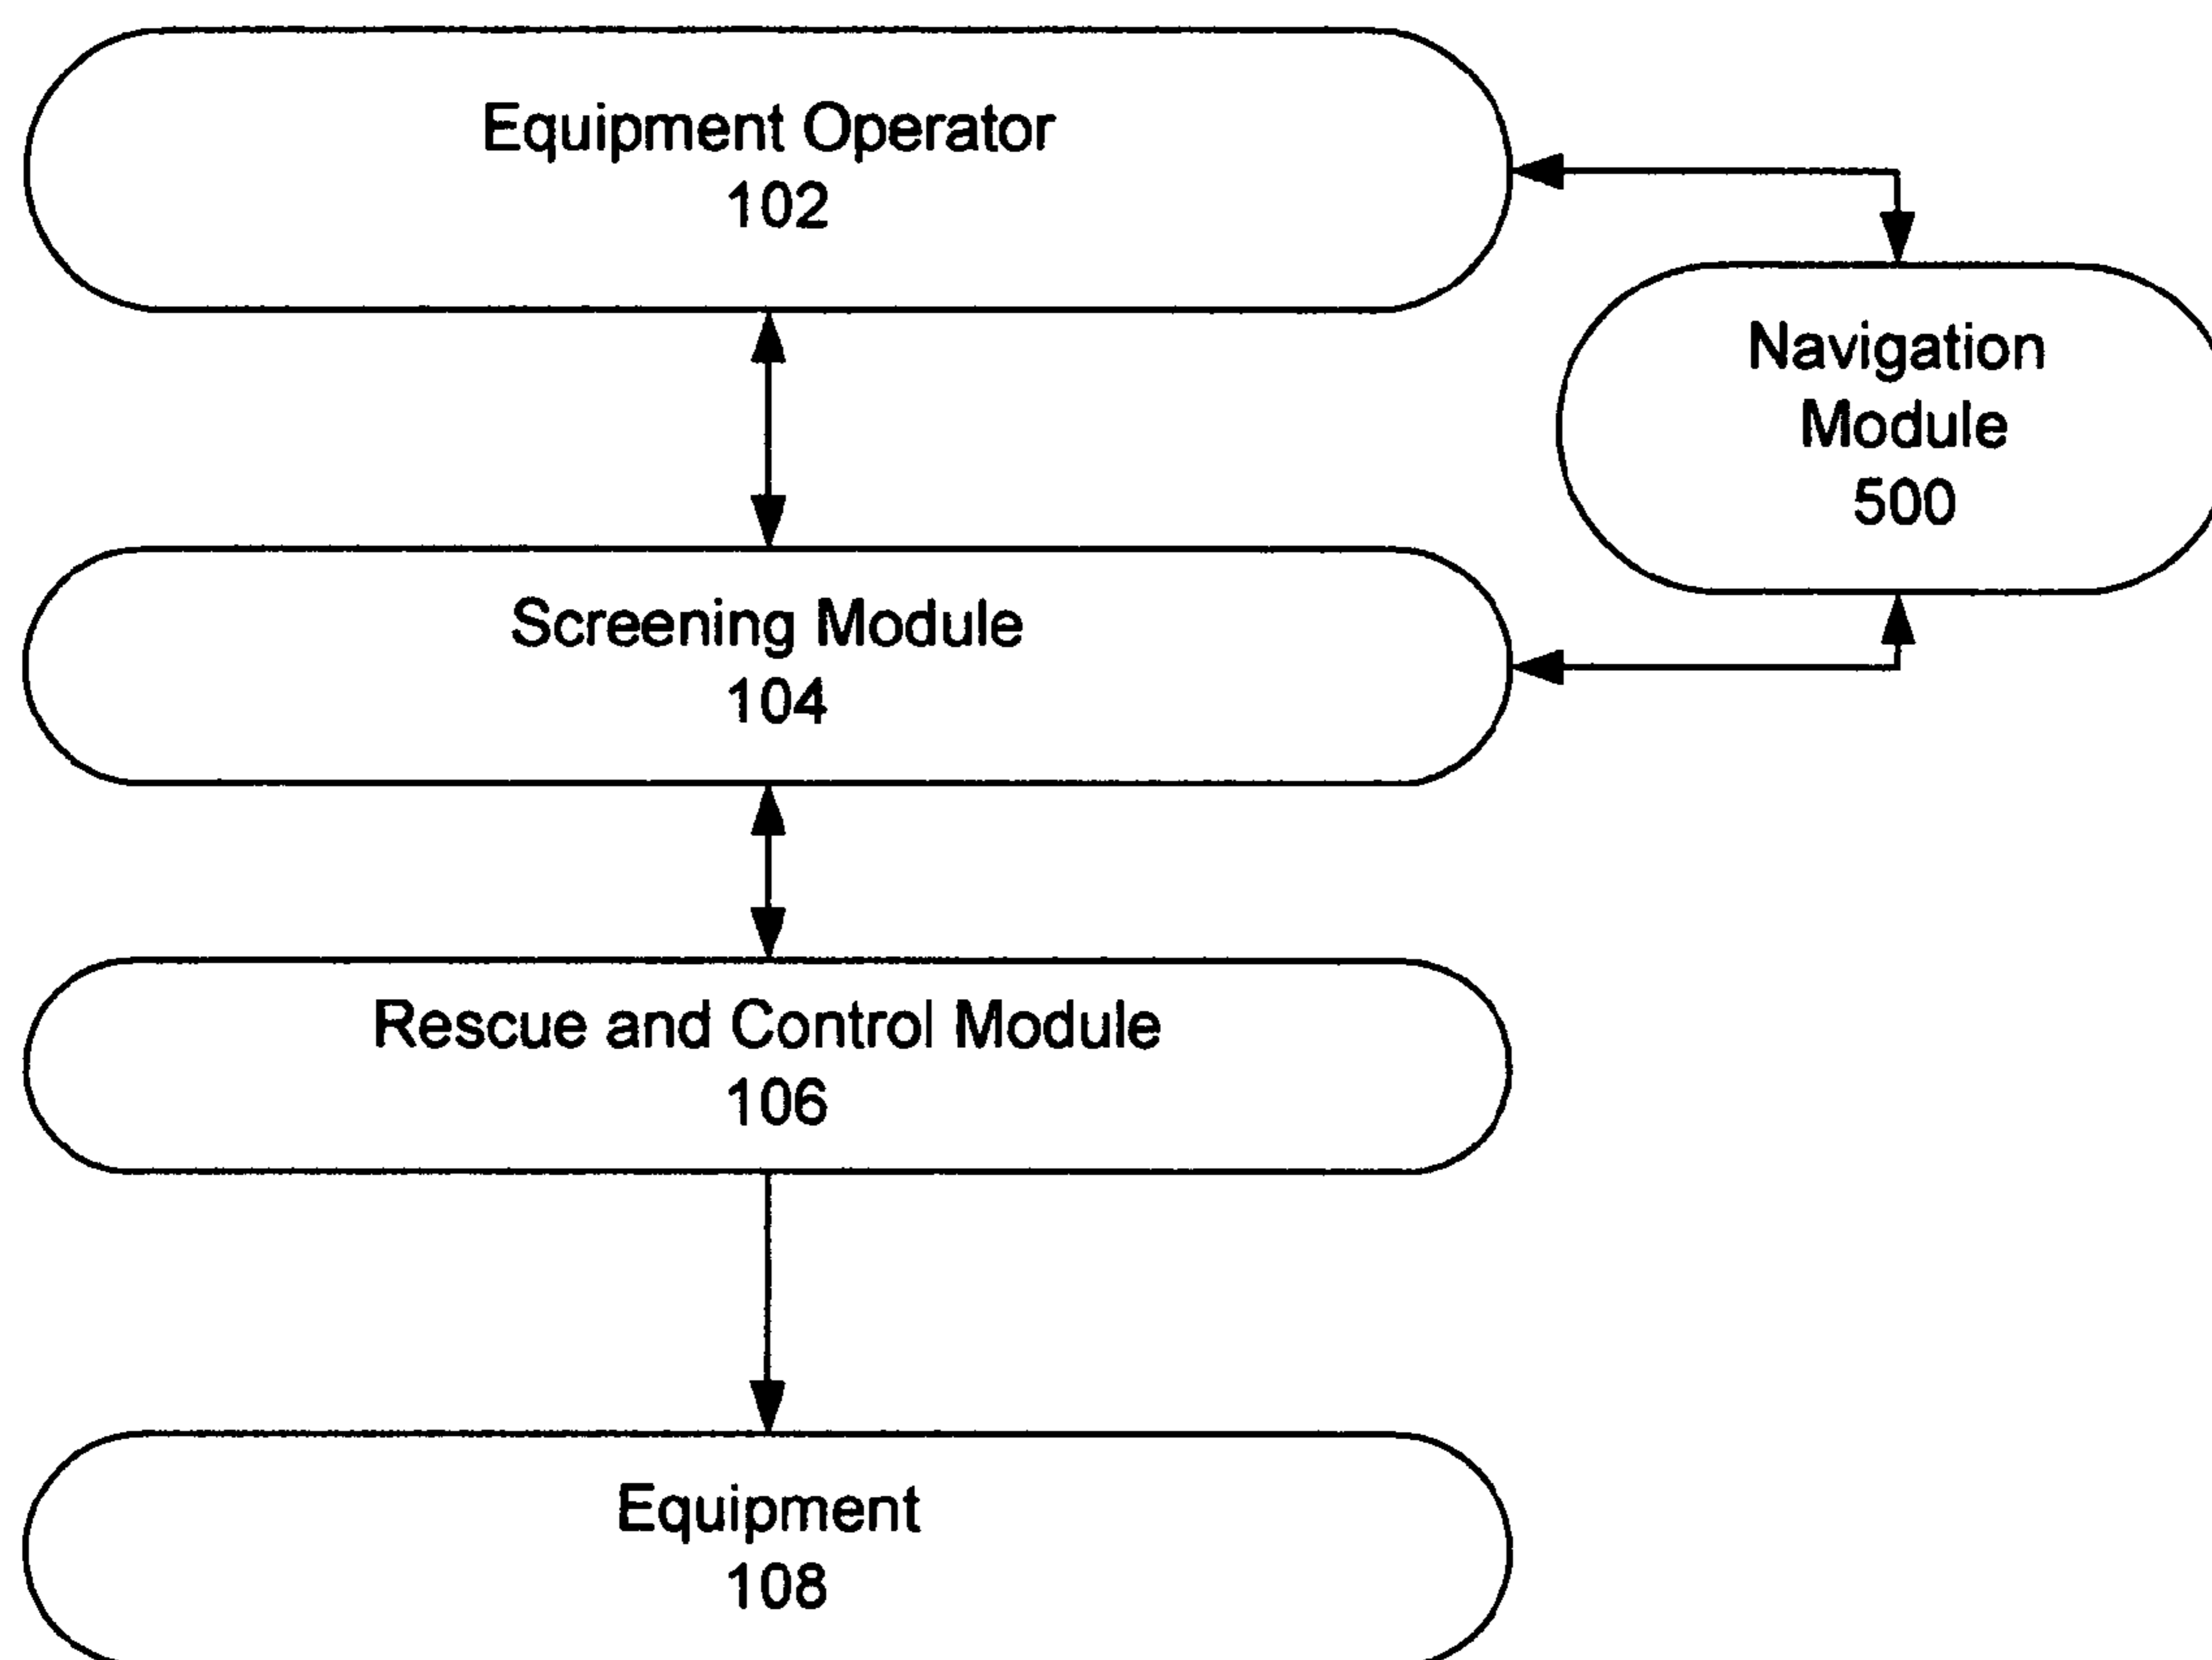 Equipment Operator
102
Navigation
Module
500
Screening Module
104
Rescue and Control Module
106
Equipment
108